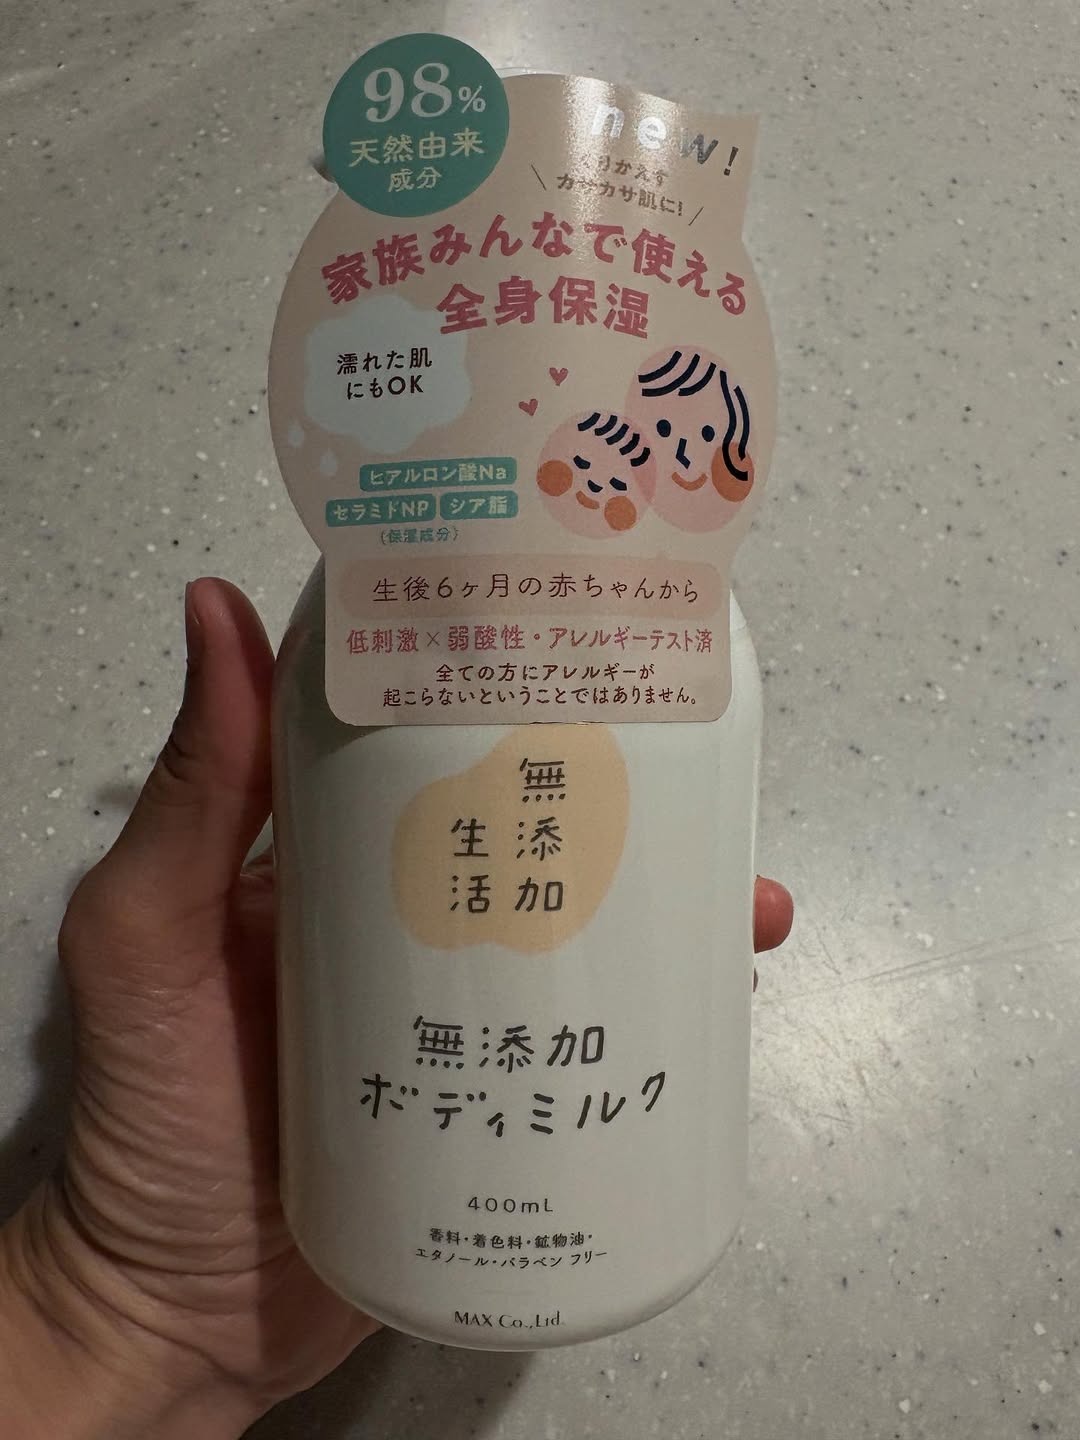 98%
天然由来
成分
new!
くりかえす
カサカサ肌に!
家族みんなで使える
全身保湿
濡れた肌
にもOK
ヒアルロン酸Na
セラミドNP シア脂
(保湿成分)
生後6ヶ月の赤ちゃんから
低刺激×弱酸性・アレルギーテスト済
全ての方にアレルギーが
起こらないということではありません。
無添加
生活
無添加
ボディミルク
400mL
香料・着色料・鉱物油・
エタノール・パラベン フリー
MAX Co.,Ltd.